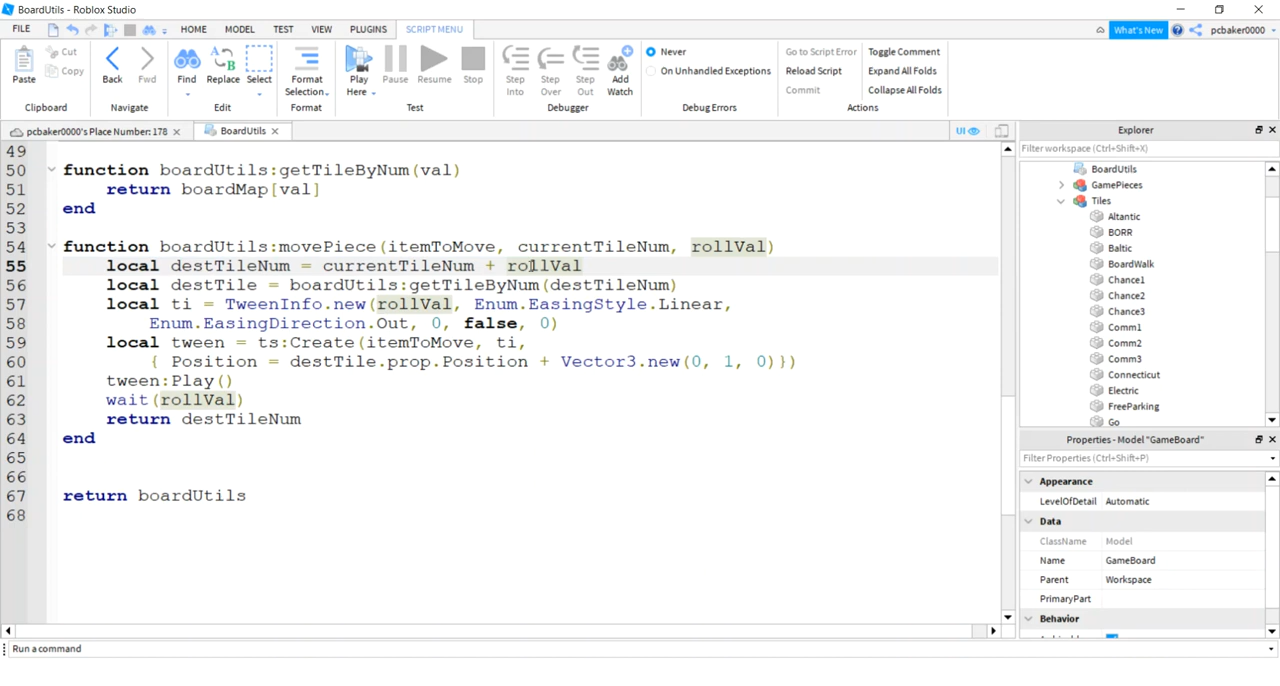 BoardUtils - Roblox Studio
FILE HOME MODEL TEST VIEW PLUGINS SCRIPT MENU What's New pcbaker0000
Paste Cut Copy Back Fwd Find Replace Select Format Selection Play Here Pause Resume Stop Step Into Step Over Step Out Add Watch Never On Unhandled Exceptions Go to Script Error Reload Script Commit Toggle Comment Expand All Folds Collapse All Folds
Clipboard Navigate Edit Format Test Debugger Debug Errors Actions
pcbaker0000's Place Number: 178 × BoardUtils × UI
49
50 function boardUtils:getTileByNum(val)
51 return boardMap[val]
52 end
53
54 function boardUtils:movePiece(itemToMove, currentTileNum, rollVal)
55 local destTileNum = currentTileNum + rollVal
56 local destTile = boardUtils:getTileByNum(destTileNum)
57 local ti = TweenInfo.new(rollVal, Enum.EasingStyle.Linear,
58 Enum.EasingDirection.Out, 0, false, 0)
59 local tween = ts:Create(itemToMove, ti,
60 { Position = destTile.prop.Position + Vector3.new(0, 1, 0)})
61 tween:Play()
62 wait(rollVal)
63 return destTileNum
64 end
65
66
67 return boardUtils
68
Explorer
Filter workspace (Ctrl+Shift+X)
BoardUtils
GamePieces
Tiles
Altantic
BORR
Baltic
BoardWalk
Chance1
Chance2
Chance3
Comm1
Comm2
Comm3
Connecticut
Electric
FreeParking
Go
Properties - Model "GameBoard"
Filter Properties (Ctrl+Shift+P)
Appearance
LevelOfDetail Automatic
Data
ClassName Model
Name GameBoard
Parent Workspace
PrimaryPart
Behavior
Run a command